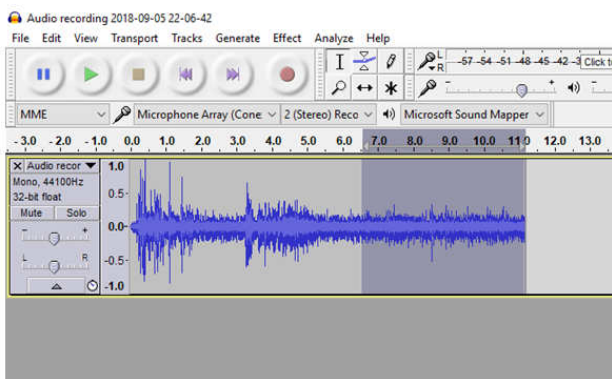 Audio recording 2018-09-05 22-06-42
File Edit View Transport Tracks Generate Effect Analyze Help
L
R
-57 -54 -51 -48 -45 -42 -3 Click to
- +
MME
Microphone Array (Cone
2 (Stereo) Reco
Microsoft Sound Mapper
-3.0 -2.0 -1.0 0.0 1.0 2.0 3.0 4.0 5.0 6.0 7.0 8.0 9.0 10.0 11.0 12.0 13.0
X Audio recor
Mono, 44100Hz
32-bit float
Mute Solo
- +
L R
1.0
0.5-
0.0-
-0.5-
-1.0